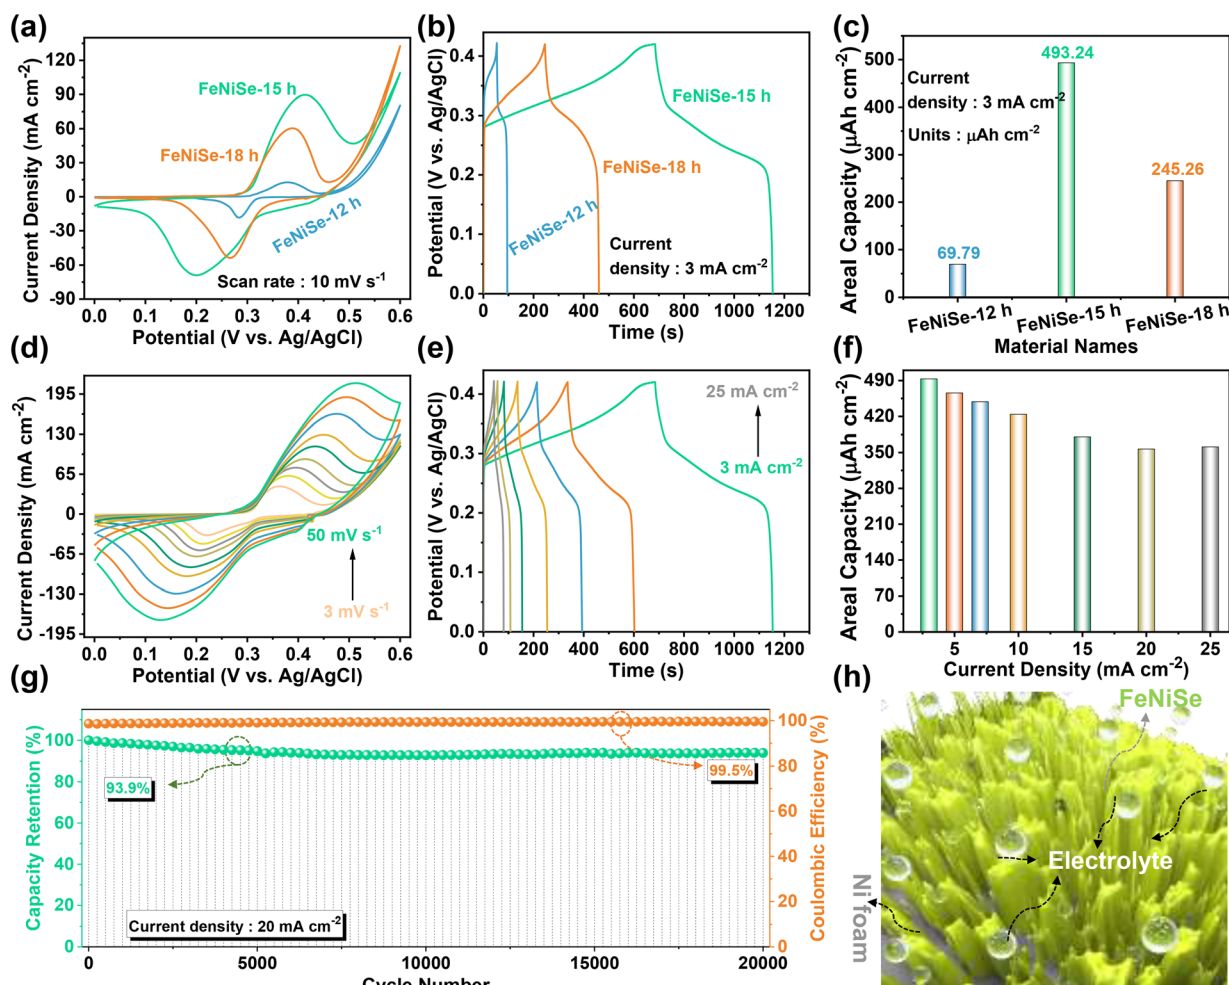 (a)
120
90
60
30
0
-30
-60
-90
Current Density (mA cm-2)
FeNiSe-15 h
FeNiSe-18 h
FeNiSe-12 h
Scan rate : 10 mV s-1
0.0 0.1 0.2 0.3 0.4 0.5 0.6
Potential (V vs. Ag/AgCl)
(b)
0.4
0.3
0.2
0.1
0.0
Potential (V vs. Ag/AgCl)
FeNiSe-15 h
FeNiSe-18 h
FeNiSe-12 h
Current
density : 3 mA cm-2
0 200 400 600 800 1000 1200
Time (s)
(c)
500
400
300
200
100
0
Areal Capacity (μAh cm-2)
493.24
Current
density : 3 mA cm-2
Units : μAh cm-2
245.26
69.79
FeNiSe-12 h
FeNiSe-15 h
FeNiSe-18 h
Material Names
(d)
195
130
65
0
-65
-130
-195
Current Density (mA cm-2)
50 mV s-1
3 mV s-1
0.0 0.1 0.2 0.3 0.4 0.5 0.6
Potential (V vs. Ag/AgCl)
(e)
0.4
0.3
0.2
0.1
0.0
Potential (V vs. Ag/AgCl)
25 mA cm-2
3 mA cm-2
0 200 400 600 800 1000 1200
Time (s)
(f)
490
420
350
280
210
140
70
0
Areal Capacity (μAh cm-2)
5 10 15 20 25
Current Density (mA cm-2)
(g)
100
80
60
40
20
0
Capacity Retention (%)
93.9%
99.5%
Current density : 20 mA cm-2
100
80
60
40
20
0
Coulombic Efficiency (%)
0 5000 10000 15000 20000
Cycle Number
(h)
FeNiSe
Electrolyte
Ni foam